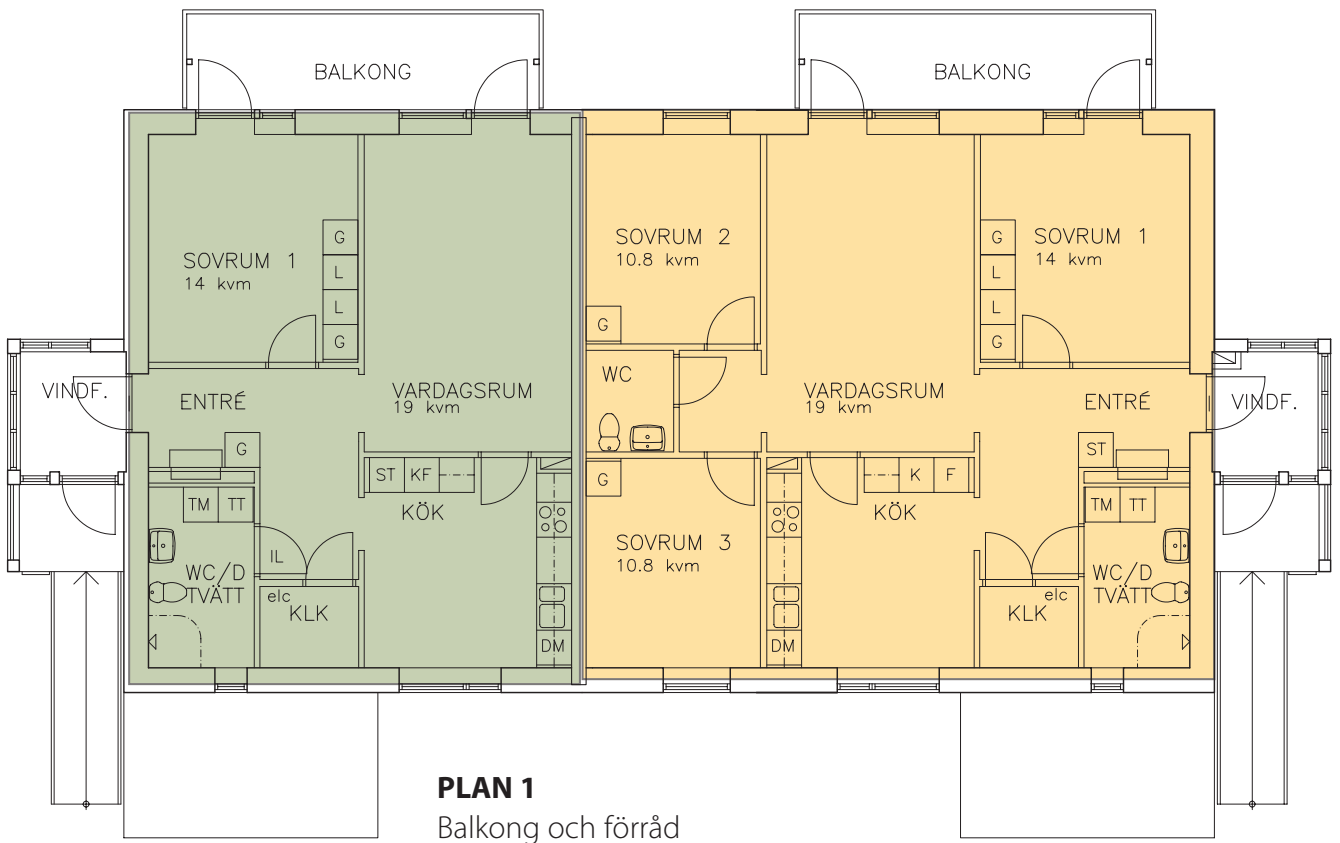 BALKONG
BALKONG
SOVRUM 1
14 kvm
G
L
L
G
SOVRUM 2
10.8 kvm
G
G
L
L
G
SOVRUM 1
14 kvm
VINDF.
ENTRÉ
VARDAGSRUM
19 kvm
WC
VARDAGSRUM
19 kvm
ENTRÉ
VINDF.
G
ST
ST
KF
KÖK
G
K
F
KÖK
TM
TT
TM
TT
SOVRUM 3
10.8 kvm
IL
WC/D
TVÄTT
elc
KLK
elc
KLK
WC/D
TVÄTT
DM
DM
PLAN 1
Balkong och förråd